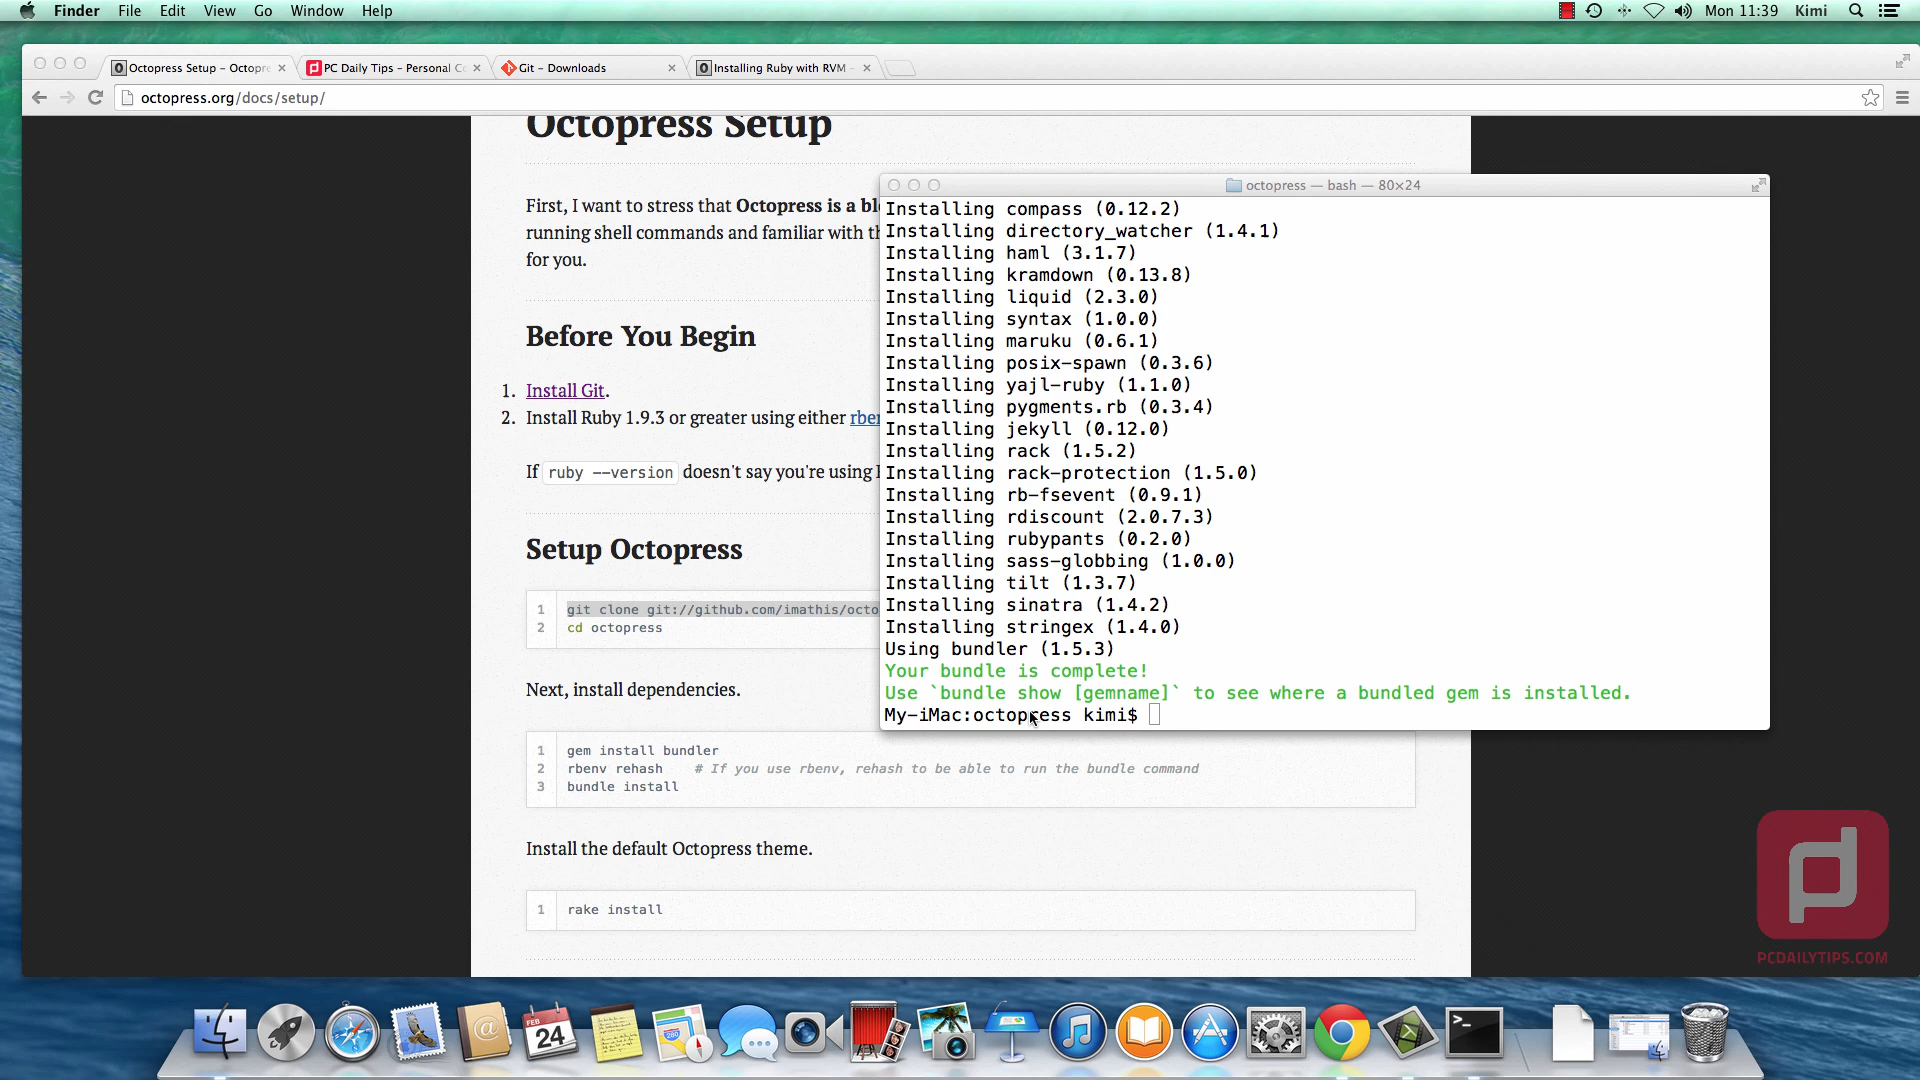 Finder File Edit View Go Window Help
Mon 11:39 Kimi
Octopress Setup - Octopre
PC Daily Tips - Personal Co
Git - Downloads
Installing Ruby with RVM -
octopress.org/docs/setup/
Octopress Setup
First, I want to stress that Octopress is a bl
running shell commands and familiar with th
for you.
Before You Begin
1. Install Git.
2. Install Ruby 1.9.3 or greater using either rben
If ruby --version doesn't say you're using
Setup Octopress
1 git clone git://github.com/imathis/octo
2 cd octopress
Next, install dependencies.
1 gem install bundler
2 rbenv rehash # If you use rbenv, rehash to be able to run the bundle command
3 bundle install
Install the default Octopress theme.
1 rake install
octopress — bash — 80×24
Installing compass (0.12.2)
Installing directory_watcher (1.4.1)
Installing haml (3.1.7)
Installing kramdown (0.13.8)
Installing liquid (2.3.0)
Installing syntax (1.0.0)
Installing maruku (0.6.1)
Installing posix-spawn (0.3.6)
Installing yajl-ruby (1.1.0)
Installing pygments.rb (0.3.4)
Installing jekyll (0.12.0)
Installing rack (1.5.2)
Installing rack-protection (1.5.0)
Installing rb-fsevent (0.9.1)
Installing rdiscount (2.0.7.3)
Installing rubypants (0.2.0)
Installing sass-globbing (1.0.0)
Installing tilt (1.3.7)
Installing sinatra (1.4.2)
Installing stringex (1.4.0)
Using bundler (1.5.3)
Your bundle is complete!
Use `bundle show [gemname]` to see where a bundled gem is installed.
My-iMac:octopress kimi$
PCDAILYTIPS.COM
FEB
24
280